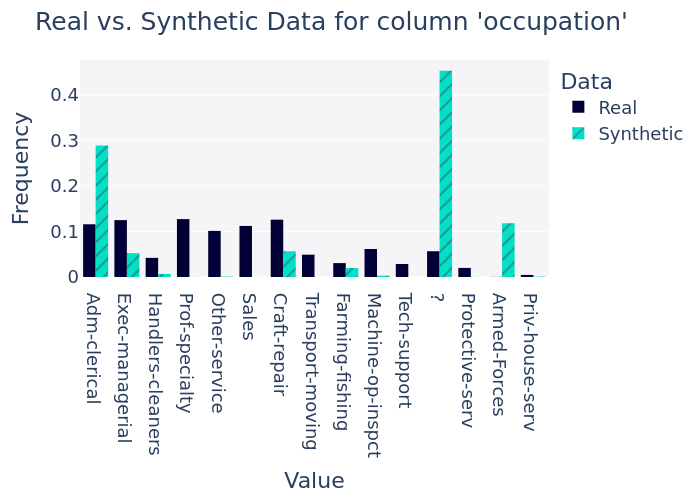 Real vs. Synthetic Data for column 'occupation'
Data
Real
Synthetic
Frequency
0.4
0.3
0.2
0.1
0
Adm-clerical
Exec-managerial
Handlers-cleaners
Prof-specialty
Other-service
Sales
Craft-repair
Transport-moving
Farming-fishing
Machine-op-inspct
Tech-support
?
Protective-serv
Armed-Forces
Priv-house-serv
Value